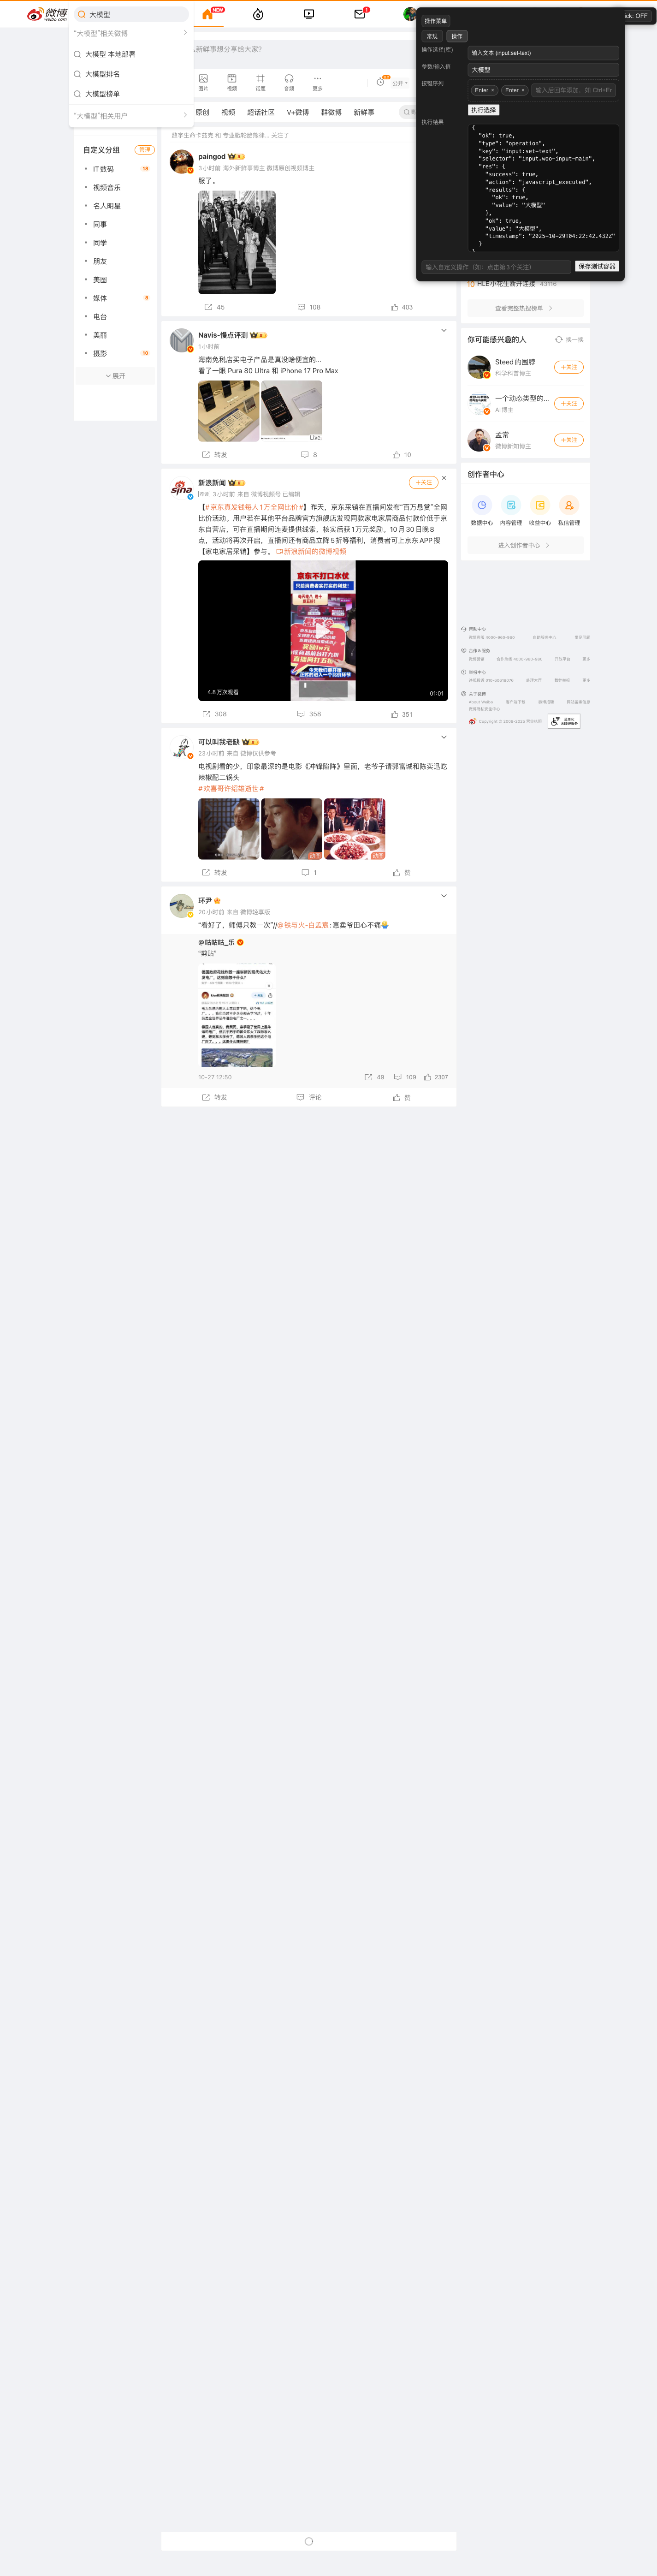 微博
weibo.com
大模型
NEW
1
"大模型"相关微博
大模型 本地部署
大模型排名
大模型榜单
"大模型"相关用户
新鲜事想分享给大家?
图片
视频
话题
音频
更多
公开
原创
视频
超话社区
V+微博
群微博
新鲜事
自定义分组
管理
IT数码
18
视频音乐
名人明星
同事
同学
朋友
美图
媒体
8
电台
美丽
摄影
10
展开
paingod
3小时前 海外新鲜事博主 微博原创视频博主
服了。
45
108
403
Navis-慢点评测
1小时前
海南免税店买电子产品是真没啥便宜的...
看了一眼 Pura 80 Ultra 和 iPhone 17 Pro Max
Live
转发
8
10
新浪新闻
+关注
3小时前 来自 微博视频号 已编辑
【#京东真发钱每人1万全网比价#】昨天，京东采销在直播间发布"百万悬赏"全网
比价活动。用户若在其他平台品牌官方旗舰店发现同款家电家居商品付款价低于京
东自营店，可在直播期间连麦提供线索，核实后获1万元奖励。10月30日晚8
点，活动将再次开启，直播间还有商品立降5折等福利，消费者可上京东APP搜
【家电家居采销】参与。 新浪新闻的微博视频
京东不打口水仗
4.8万次观看
01:01
308
358
351
可以叫我老缺
23小时前 来自 微博仅供参考
电视剧看的少，印象最深的是电影《冲锋陷阵》里面，老爷子请郭富城和陈奕迅吃
辣椒配二锅头
#欢喜哥许绍雄逝世#
转发
1
赞
环尹
20小时前 来自 微博轻享版
"看好了，师傅只教一次"//@铁与火-白孟宸:崽卖爷田心不痛
@咕咕咕_乐
"剪贴"
10-27 12:50
49
109
2307
转发
评论
赞
操作菜单
ick: OFF
常规
操作
操作选择(库)
输入文本 (input:set-text)
参数/输入值
大模型
按键序列
Enter ×
Enter ×
输入后回车添加，如 Ctrl+En
执行选择
执行结果
{
"ok": true,
"type": "operation",
"key": "input:set-text",
"selector": "input.woo-input-main",
"res": {
"success": true,
"action": "javascript_executed",
"results": {
"ok": true,
"value": "大模型"
},
"ok": true,
"value": "大模型",
"timestamp": "2025-10-29T04:22:42.432Z"
}
输入自定义操作（如：点击第3个关注）
保存测试容器
10 HLE小花生断开连接 43116
查看完整热搜榜单
你可能感兴趣的人
换一换
Steed的围脖
科学科普博主
+关注
一个动态类型的...
AI博主
+关注
孟常
微博新知博主
+关注
创作者中心
数据中心
内容管理
收益中心
私信管理
进入创作者中心
帮助中心
常见问题
合作&服务
更多
举报中心
更多
关于微博
About Weibo